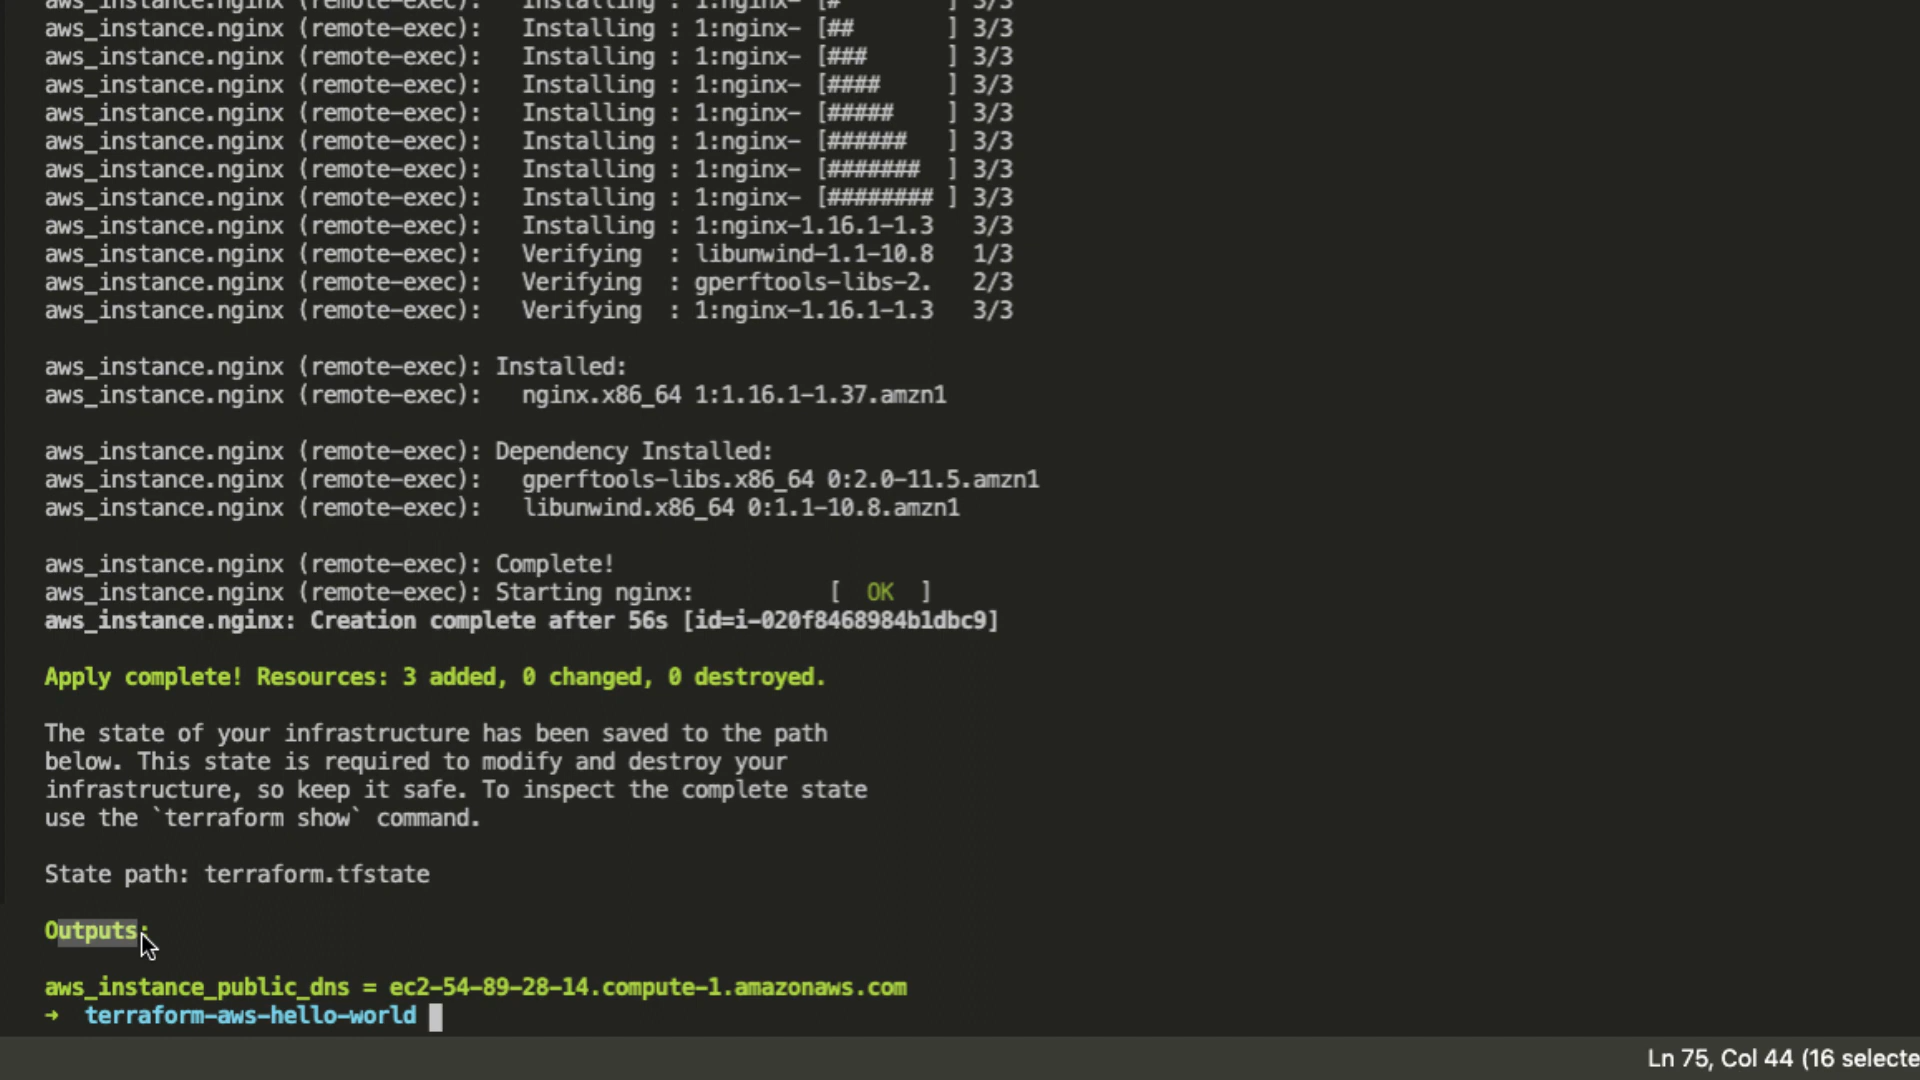 aws_instance.nginx (remote-exec):   Installing : 1:nginx- [#        ] 3/3
aws_instance.nginx (remote-exec):   Installing : 1:nginx- [##       ] 3/3
aws_instance.nginx (remote-exec):   Installing : 1:nginx- [###      ] 3/3
aws_instance.nginx (remote-exec):   Installing : 1:nginx- [####     ] 3/3
aws_instance.nginx (remote-exec):   Installing : 1:nginx- [#####    ] 3/3
aws_instance.nginx (remote-exec):   Installing : 1:nginx- [######   ] 3/3
aws_instance.nginx (remote-exec):   Installing : 1:nginx- [#######  ] 3/3
aws_instance.nginx (remote-exec):   Installing : 1:nginx- [######## ] 3/3
aws_instance.nginx (remote-exec):   Installing : 1:nginx-1.16.1-1.3   3/3
aws_instance.nginx (remote-exec):   Verifying  : libunwind-1.1-10.8   1/3
aws_instance.nginx (remote-exec):   Verifying  : gperftools-libs-2.   2/3
aws_instance.nginx (remote-exec):   Verifying  : 1:nginx-1.16.1-1.3   3/3
aws_instance.nginx (remote-exec): Installed:
aws_instance.nginx (remote-exec):   nginx.x86_64 1:1.16.1-1.37.amzn1
aws_instance.nginx (remote-exec): Dependency Installed:
aws_instance.nginx (remote-exec):   gperftools-libs.x86_64 0:2.0-11.5.amzn1
aws_instance.nginx (remote-exec):   libunwind.x86_64 0:1.1-10.8.amzn1
aws_instance.nginx (remote-exec): Complete!
aws_instance.nginx (remote-exec): Starting nginx:          [  OK  ]
aws_instance.nginx: Creation complete after 56s [id=i-020f8468984b1dbc9]
Apply complete! Resources: 3 added, 0 changed, 0 destroyed.
The state of your infrastructure has been saved to the path
below. This state is required to modify and destroy your
infrastructure, so keep it safe. To inspect the complete state
use the `terraform show` command.
State path: terraform.tfstate
Outputs:
aws_instance_public_dns = ec2-54-89-28-14.compute-1.amazonaws.com
➜  terraform-aws-hello-world
Ln 75, Col 44 (16 selecte